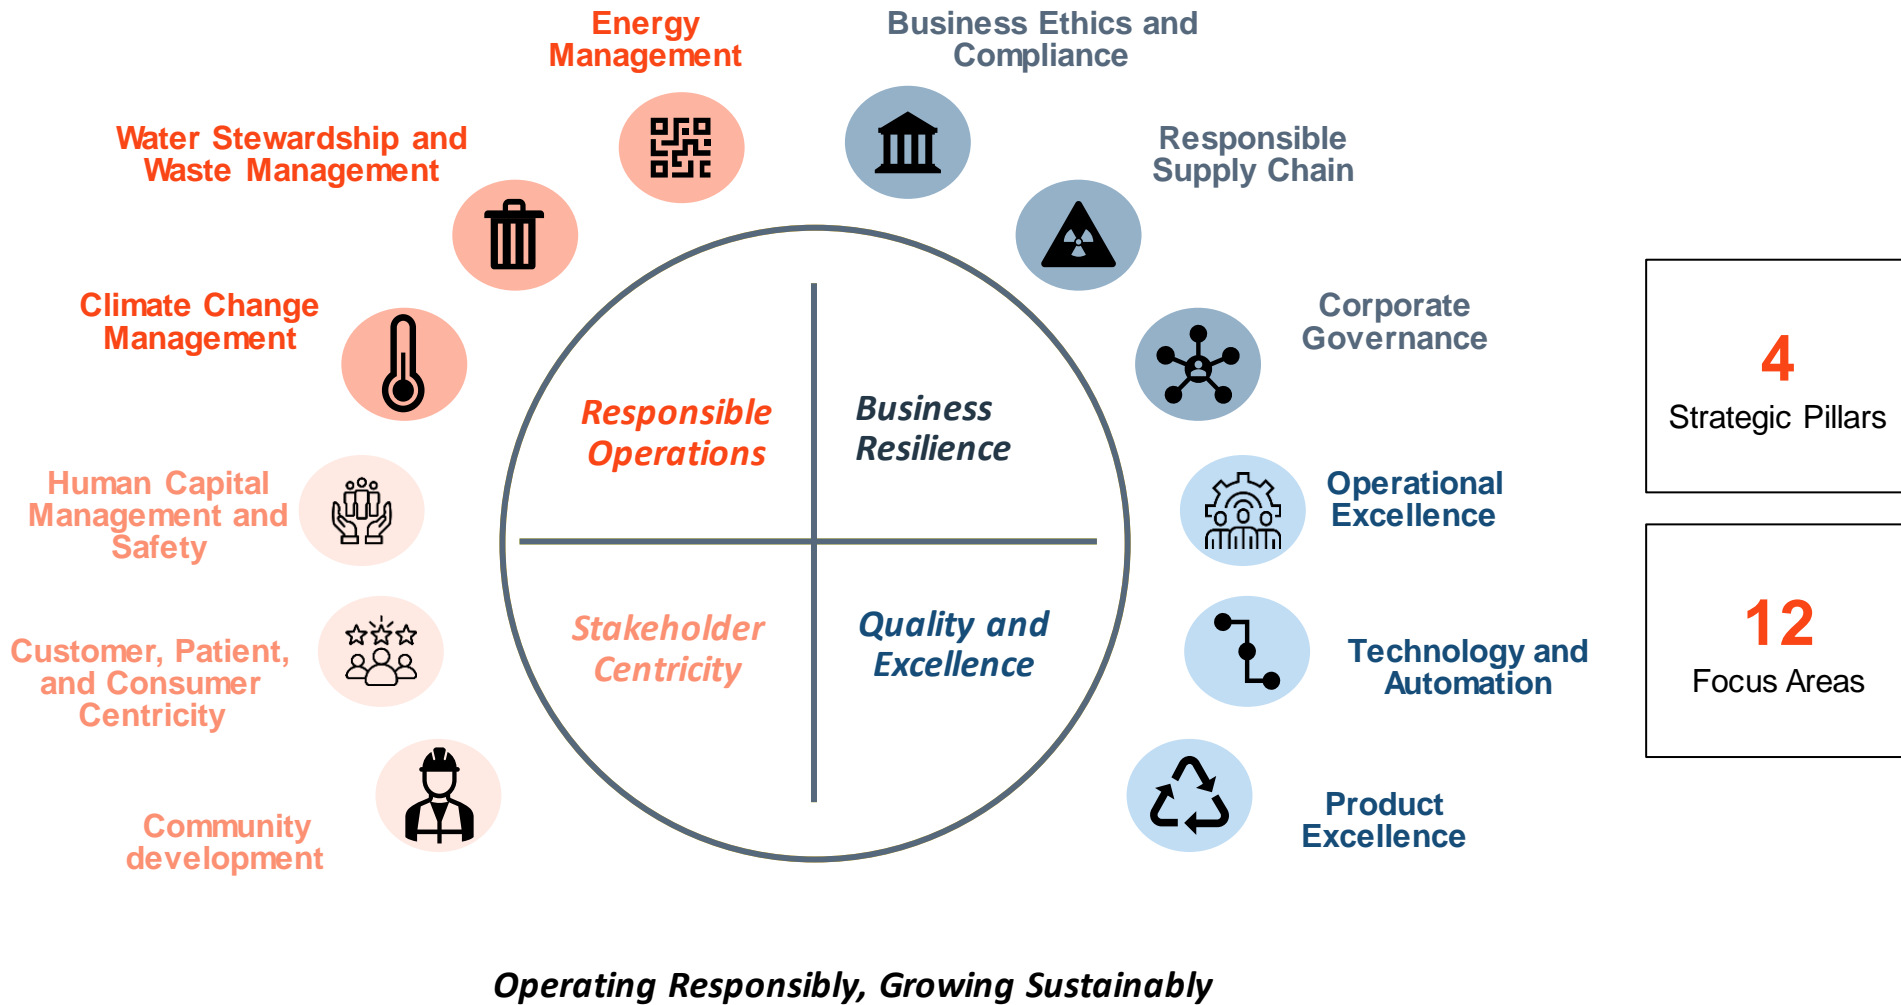 Energy
Management
Business Ethics and
Compliance
Water Stewardship and
Waste Management
Responsible
Supply Chain
Climate Change
Management
Corporate
Governance
Responsible
Operations
Business
Resilience
4
Strategic Pillars
Human Capital
Management and
Safety
Operational
Excellence
Stakeholder
Centricity
Quality and
Excellence
12
Focus Areas
Customer, Patient,
and Consumer
Centricity
Technology and
Automation
Community
development
Product
Excellence
Operating Responsibly, Growing Sustainably